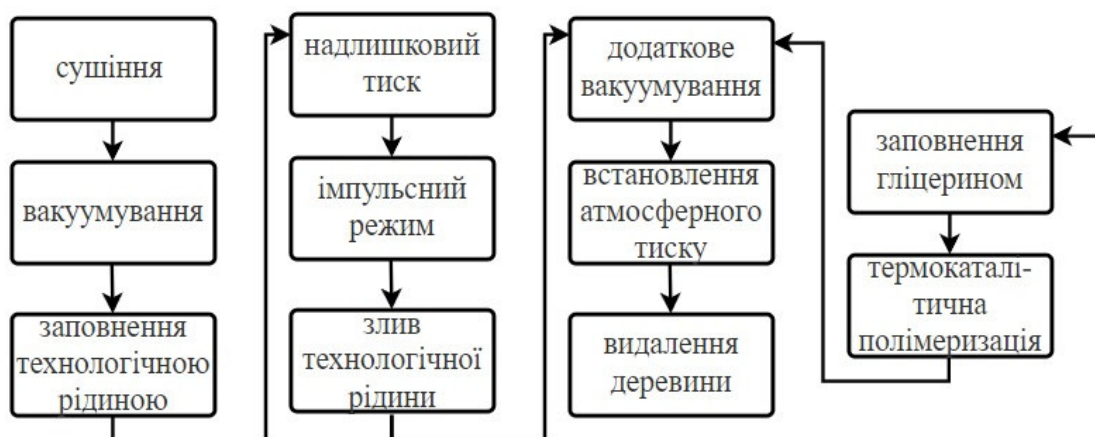 сушіння
вакуумування
заповнення
технологічною
рідиною
надлишковий
тиск
імпульсний
режим
злив
технологічної
рідини
додаткове
вакуумування
встановлення
атмосферного
тиску
видалення
деревини
заповнення
гліцерином
термокаталі-
тична
полімеризація